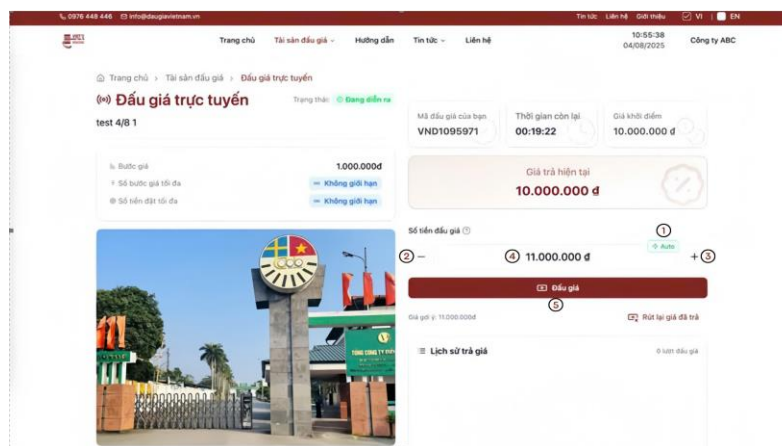 0976 448 446 info@daugiavietnam.vn Tin tức Liên hệ Giới thiệu VI | EN
Trang chủ Tài sản đấu giá Hướng dẫn Tin tức Liên hệ 10:55:38 Công ty ABC
04/08/2025
Trang chủ > Tài sản đấu giá > Đấu giá trực tuyến
Đấu giá trực tuyến Trạng thái: Đang diễn ra
test 4/8 1
Mã đấu giá của bạn Thời gian còn lại Giá khởi điểm
VND1095971 00:19:22 10.000.000 đ
Bước giá 1.000.000đ
Số bước giá tối đa Không giới hạn
Số tiền đặt tối đa Không giới hạn
Giá trả hiện tại
10.000.000 đ
Số tiền đấu giá 1
Auto
2 − 4 11.000.000 đ + 3
Đấu giá
5
Giá gợi ý: 11.000.000đ Rút lại giá đã trả
Lịch sử trả giá 0 lượt đấu giá